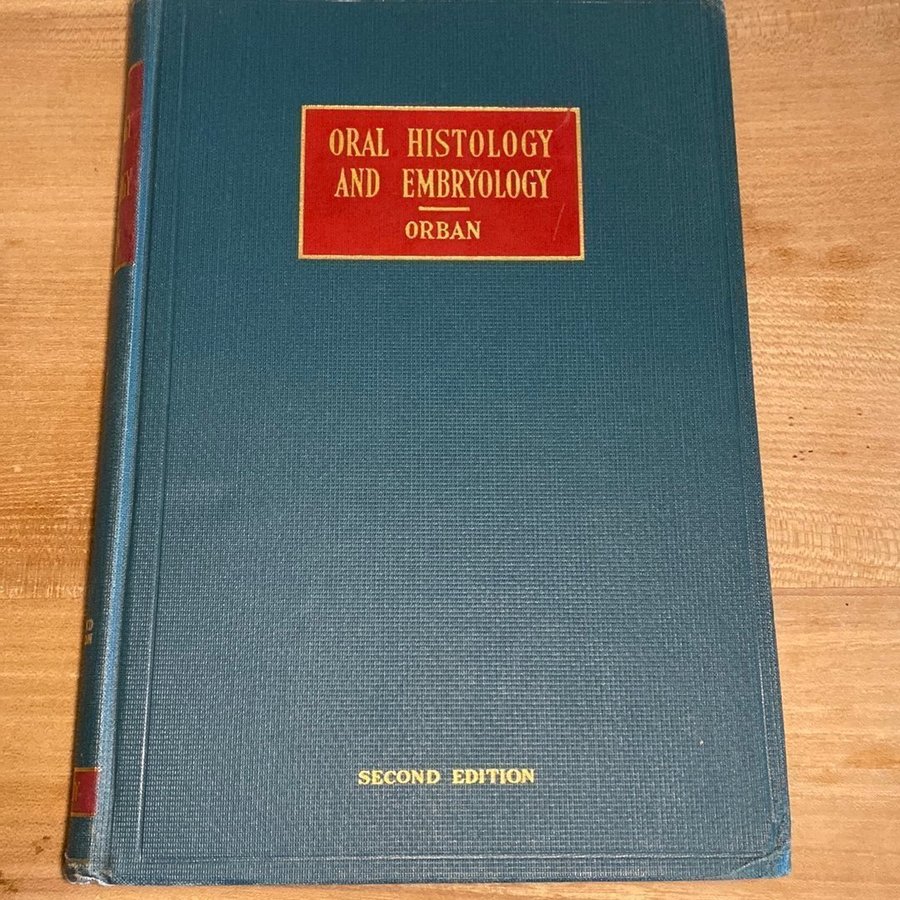 ORAL HISTOLOGY
AND EMBRYOLOGY
ORBAN
SECOND EDITION